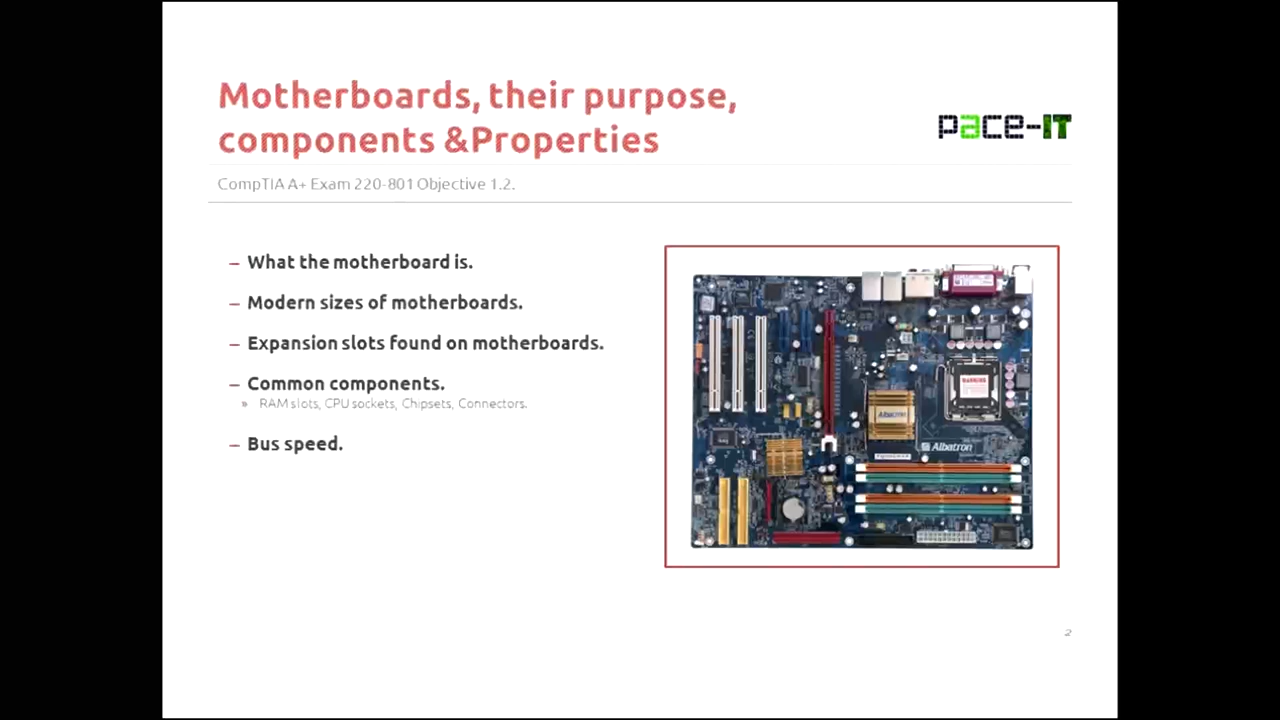 Motherboards, their purpose,
components &Properties
pace-IT
CompTIA A+ Exam 220-801 Objective 1.2.
– What the motherboard is.
– Modern sizes of motherboards.
– Expansion slots found on motherboards.
– Common components.
» RAM slots, CPU sockets, Chipsets, Connectors.
– Bus speed.
WARNING
Albatron
Albatron
2